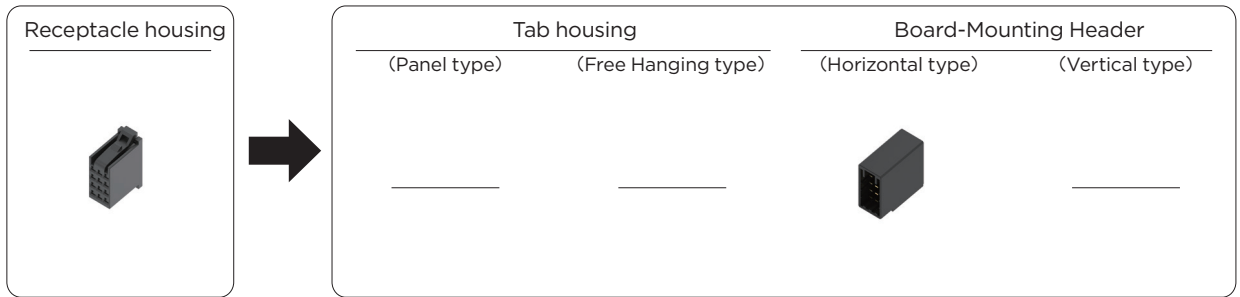 Receptacle housing
Tab housing
Board-Mounting Header
(Panel type)
(Free Hanging type)
(Horizontal type)
(Vertical type)